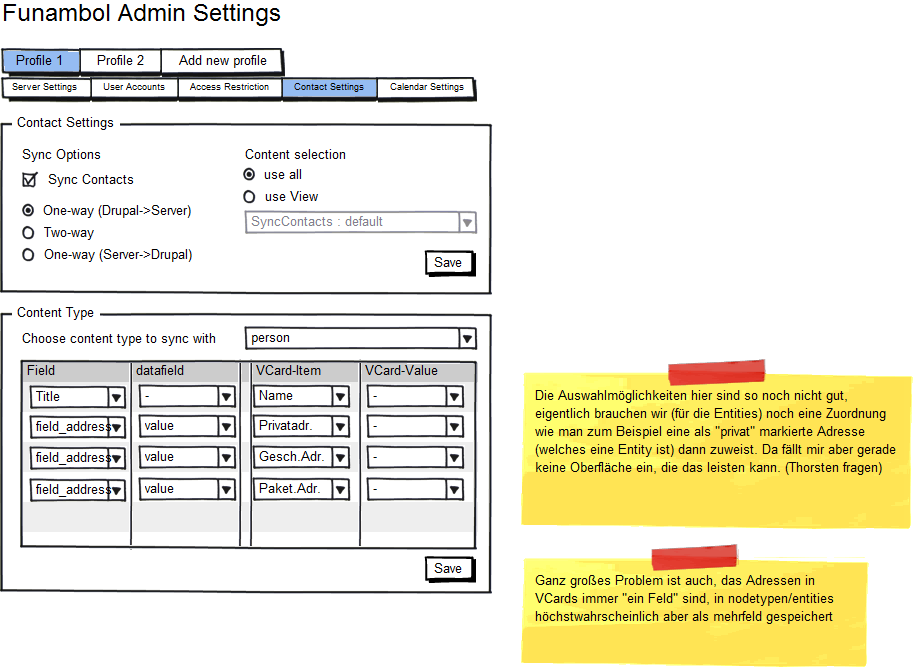 Funambol Admin Settings
Profile 1 Profile 2 Add new profile
Server Settings User Accounts Access Restriction Contact Settings Calendar Settings
Contact Settings
Sync Options
Sync Contacts
One-way (Drupal->Server)
Two-way
One-way (Server->Drupal)
Content selection
use all
use View
SyncContacts : default
Save
Content Type
Choose content type to sync with person
Field datafield VCard-Item VCard-Value
Title - Name -
field_address value Privatadr. -
field_address value Gesch.Adr. -
field_address value Paket.Adr. -
Save
Die Auswahlmöglichkeiten hier sind so noch nicht gut,
eigentlich brauchen wir (für die Entities) noch eine Zuordnung
wie man zum Beispiel eine als "privat" markierte Adresse
(welches eine Entity ist) dann zuweist. Da fällt mir aber gerade
keine Oberfläche ein, die das leisten kann. (Thorsten fragen)
Ganz großes Problem ist auch, das Adressen in
VCards immer "ein Feld" sind, in nodetypen/entities
höchstwahrscheinlich aber als mehrfeld gespeichert